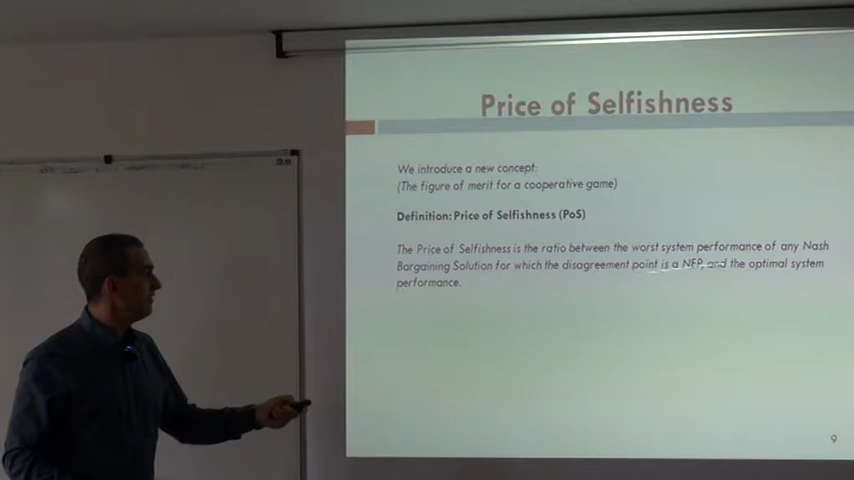 Price of Selfishness
We introduce a new concept:
(The figure of merit for a cooperative game)
Definition: Price of Selfishness (PoS)
The Price of Selfishness is the ratio between the worst system performance of any Nash
Bargaining Solution for which the disagreement point is a NEP, and the optimal system
performance.
9